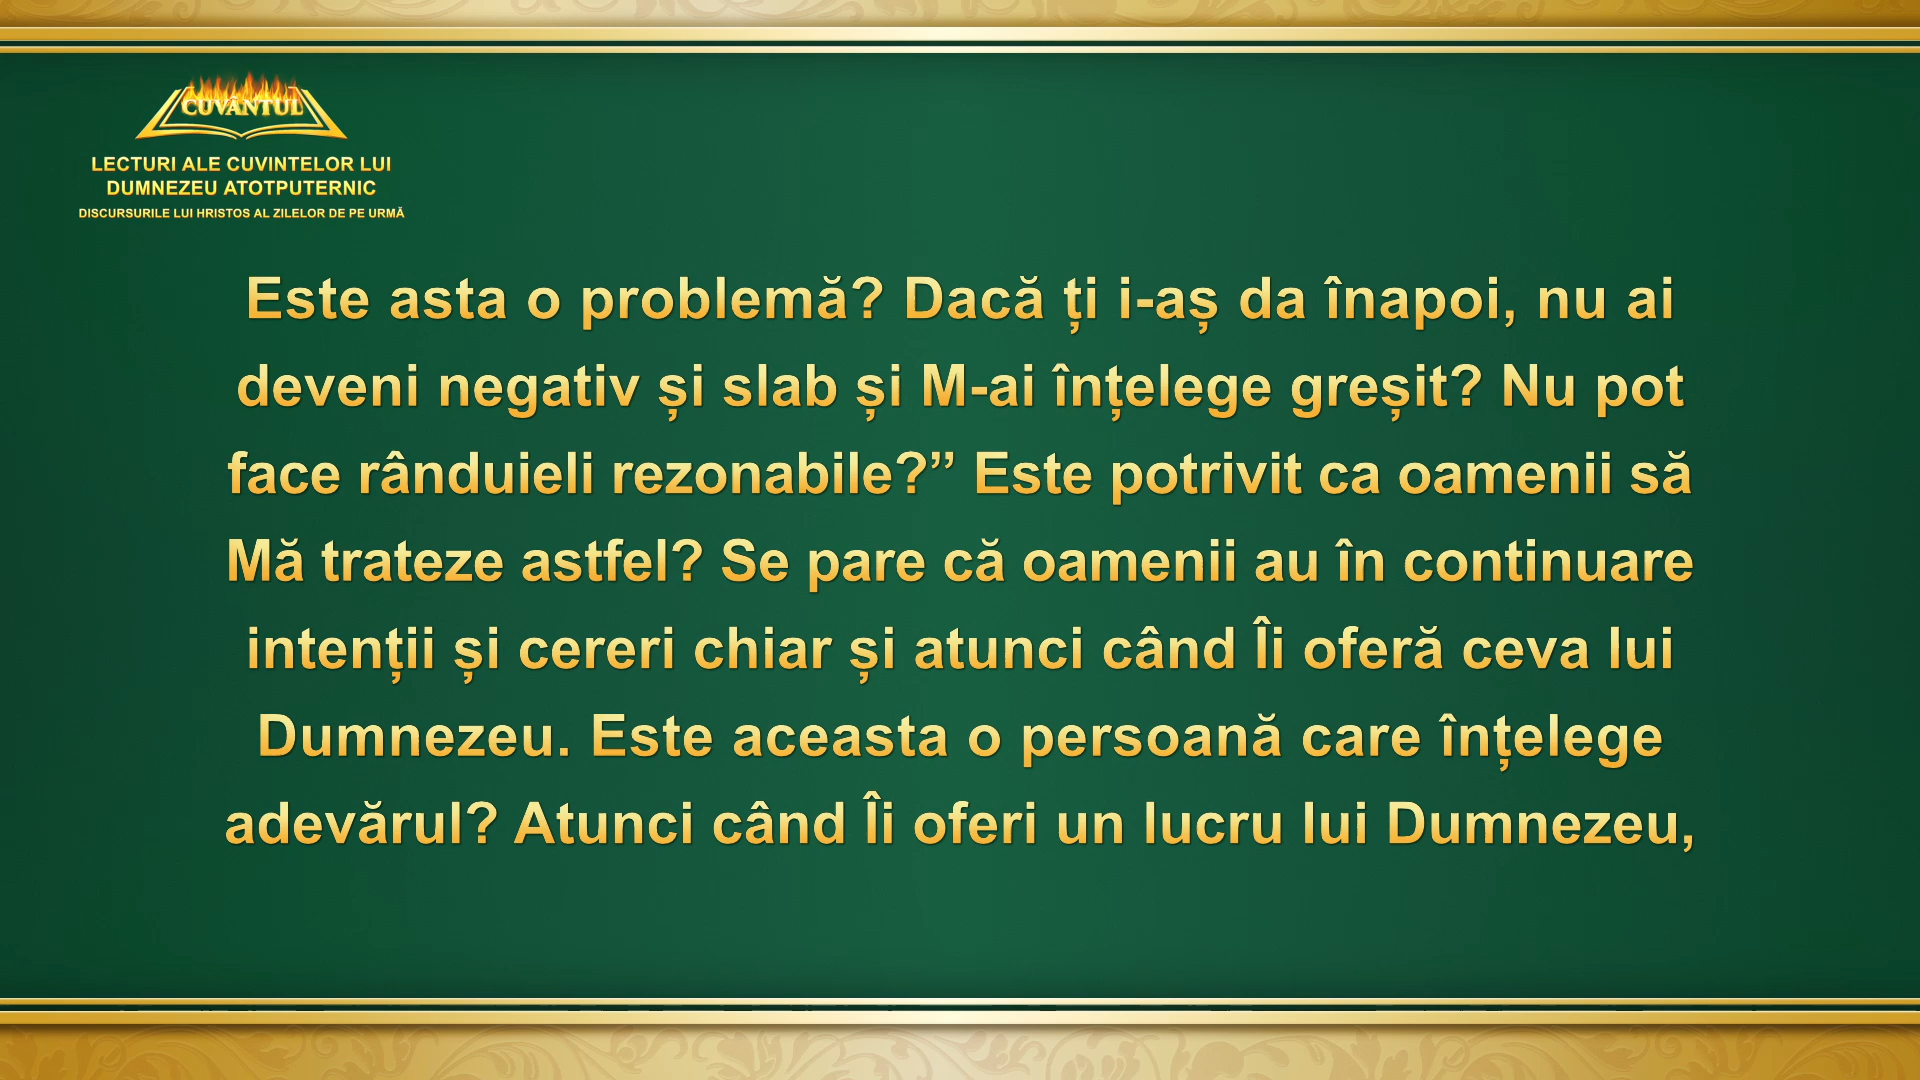 CUVÂNTUL
LECTURI ALE CUVINTELOR LUI
DUMNEZEU ATOTPUTERNIC
DISCURSURILE LUI HRISTOS AL ZILELOR DE PE URMĂ
Este asta o problemă? Dacă ți i-aș da înapoi, nu ai
deveni negativ și slab și M-ai înțelege greșit? Nu pot
face rânduieli rezonabile?” Este potrivit ca oamenii să
Mă trateze astfel? Se pare că oamenii au în continuare
intenții și cereri chiar și atunci când Îi oferă ceva lui
Dumnezeu. Este aceasta o persoană care înțelege
adevărul? Atunci când Îi oferi un lucru lui Dumnezeu,